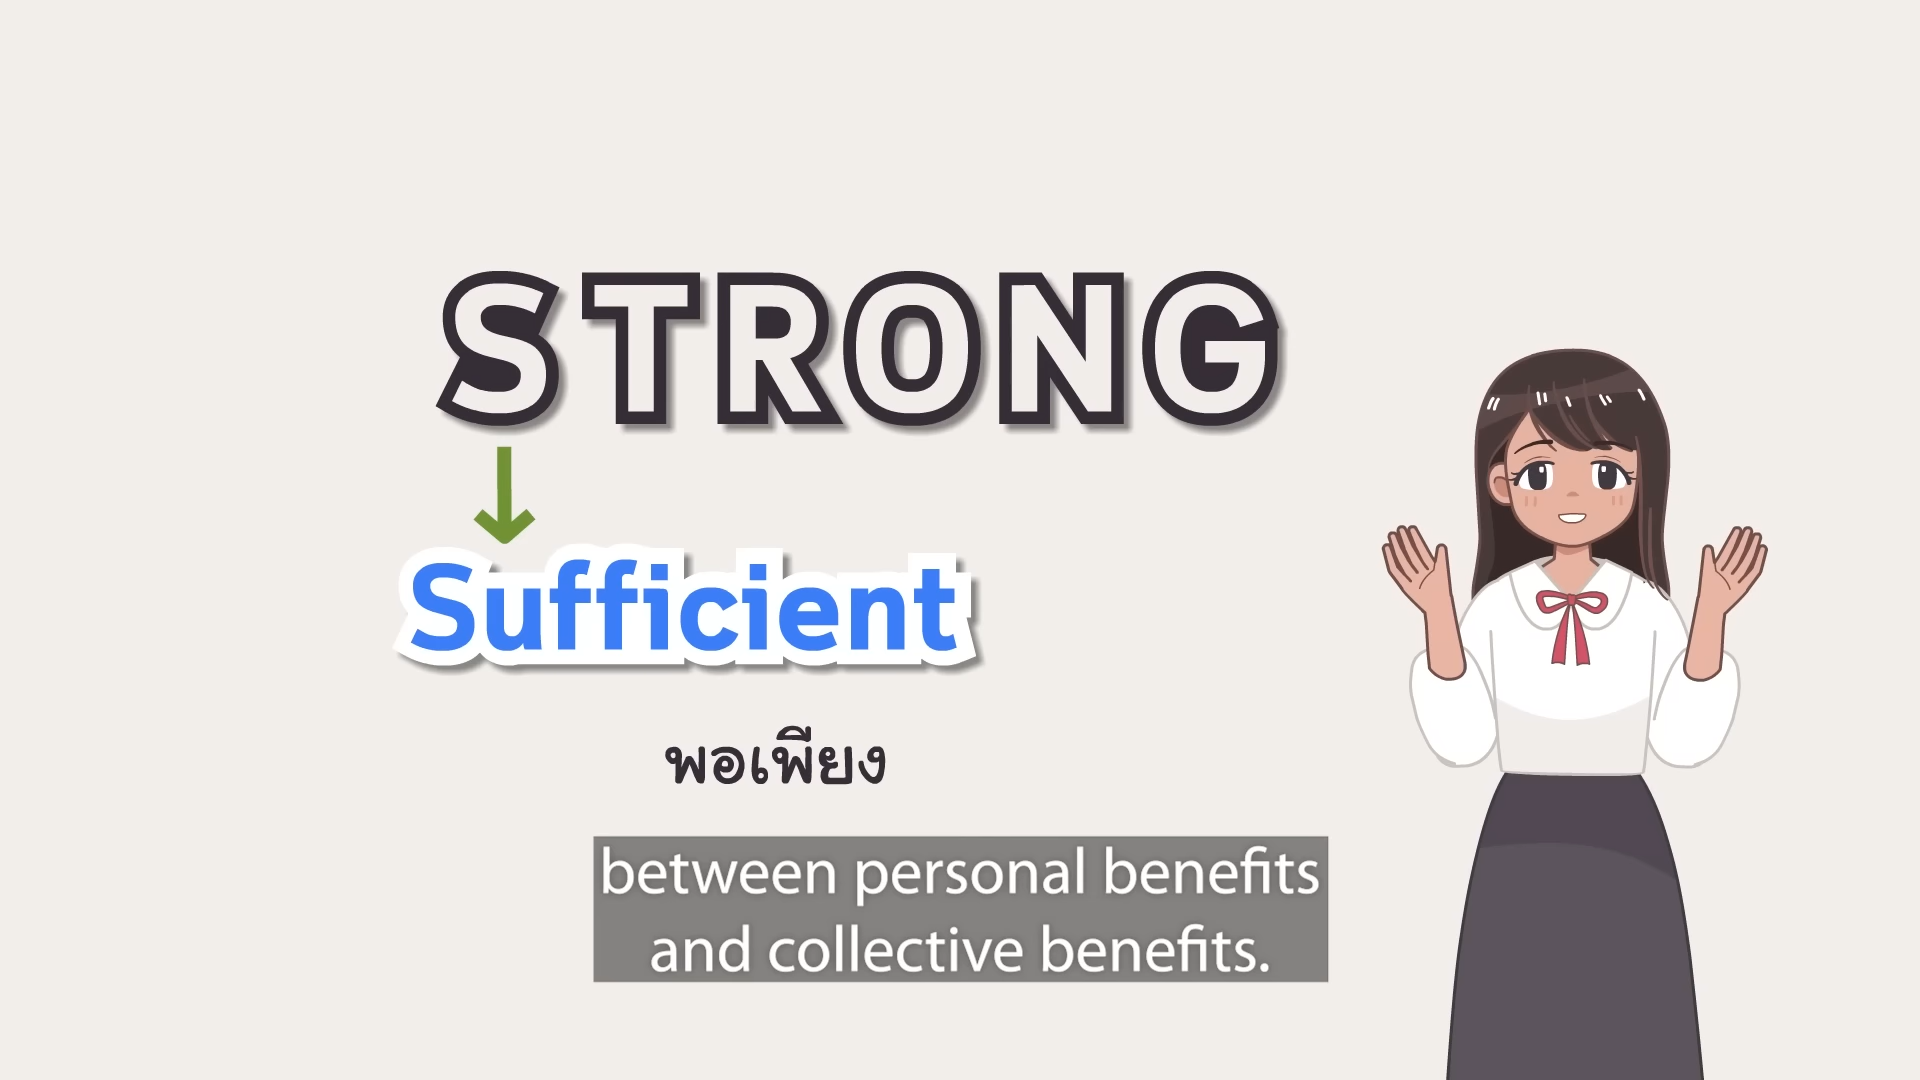 STRONG
Sufficient
พอเพียง
between personal benefits
and collective benefits.